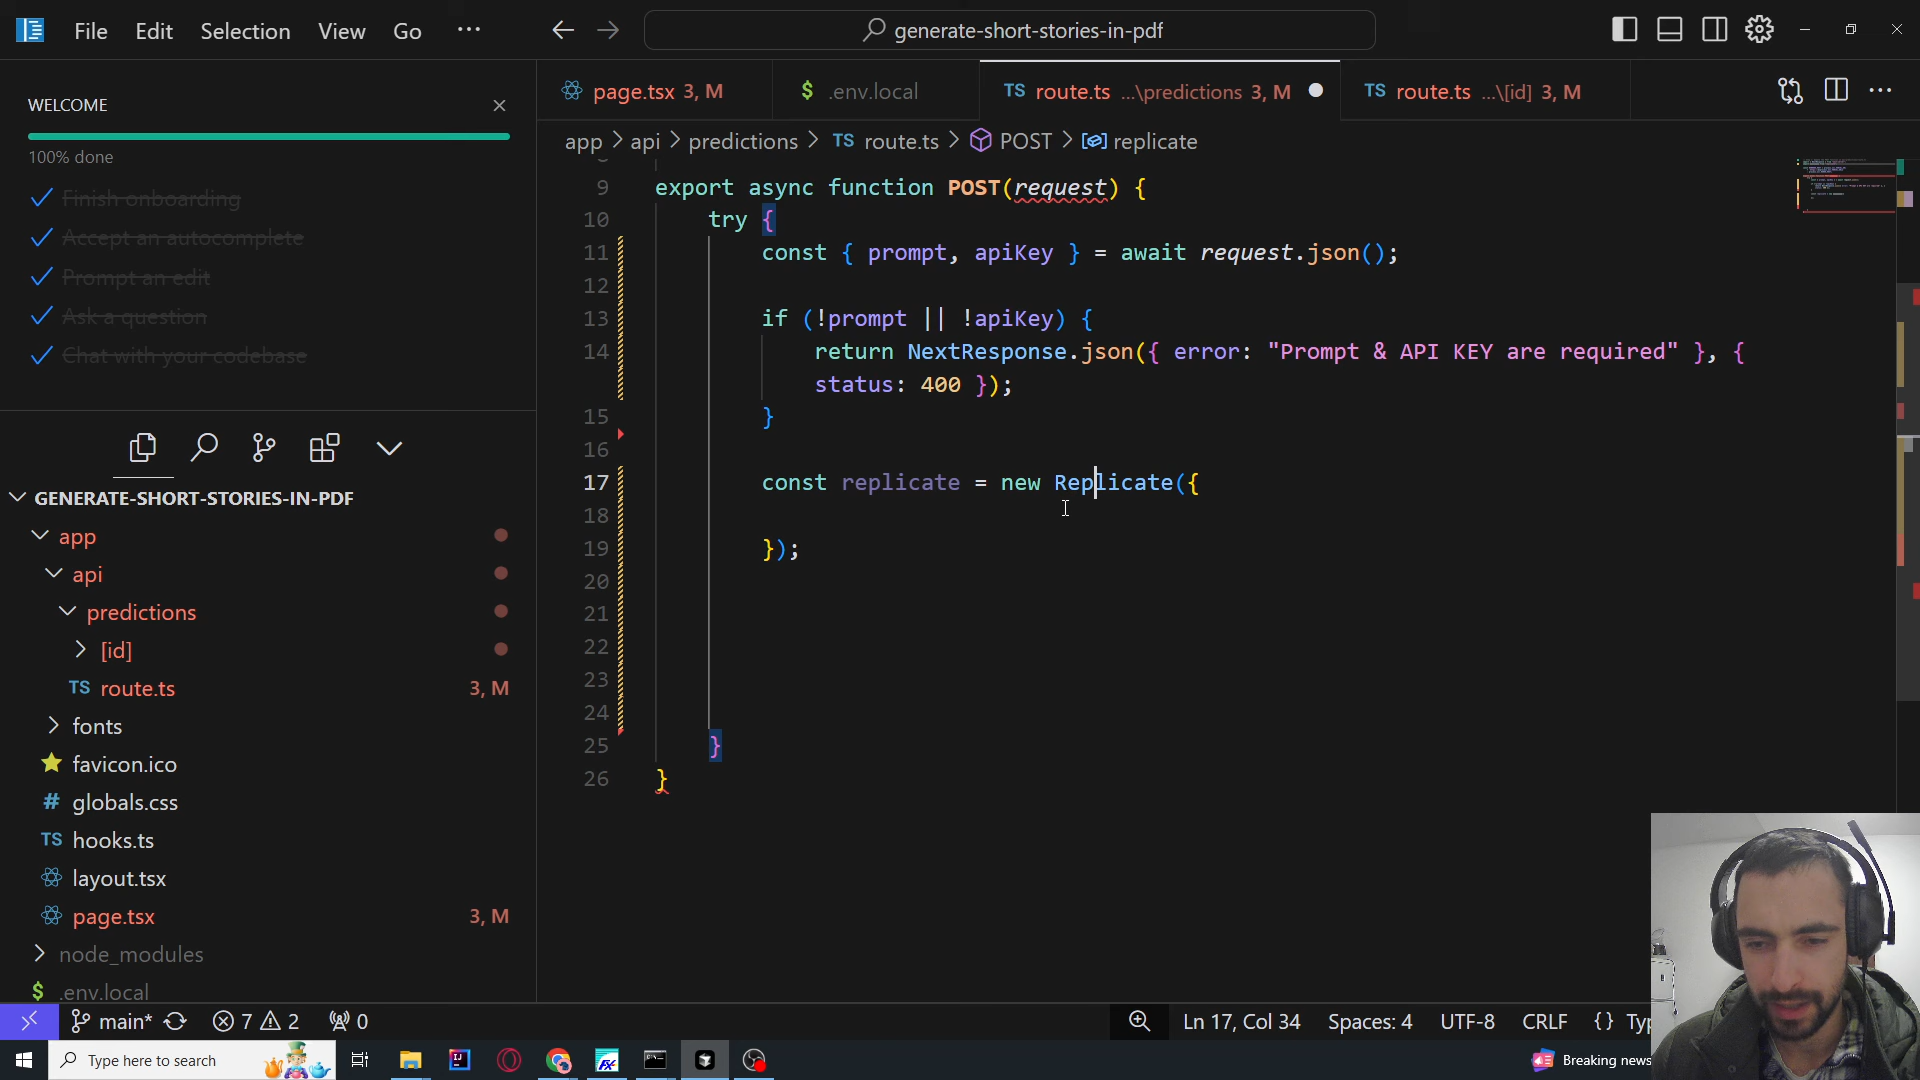 File Edit Selection View Go ··· generate-short-stories-in-pdf
WELCOME
100% done
Finish onboarding
Accept an autocomplete
Prompt an edit
Ask a question
Chat with your codebase
GENERATE-SHORT-STORIES-IN-PDF
app
api
predictions
[id]
TS route.ts 3, M
fonts
favicon.ico
# globals.css
TS hooks.ts
layout.tsx
page.tsx 3, M
node_modules
$ .env.local
page.tsx 3, M $ .env.local TS route.ts ...\predictions 3, M TS route.ts ...\[id] 3, M
app > api > predictions > TS route.ts > POST > replicate
9 export async function POST(request) {
10 try {
11 const { prompt, apiKey } = await request.json();
12
13 if (!prompt || !apiKey) {
14 return NextResponse.json({ error: "Prompt & API KEY are required" }, {
status: 400 });
15 }
16
17 const replicate = new Replicate({
18
19 });
20
21
22
23
24
25 }
26 }
main* 7 2 0 Ln 17, Col 34 Spaces: 4 UTF-8 CRLF {}
Type here to search Breaking news